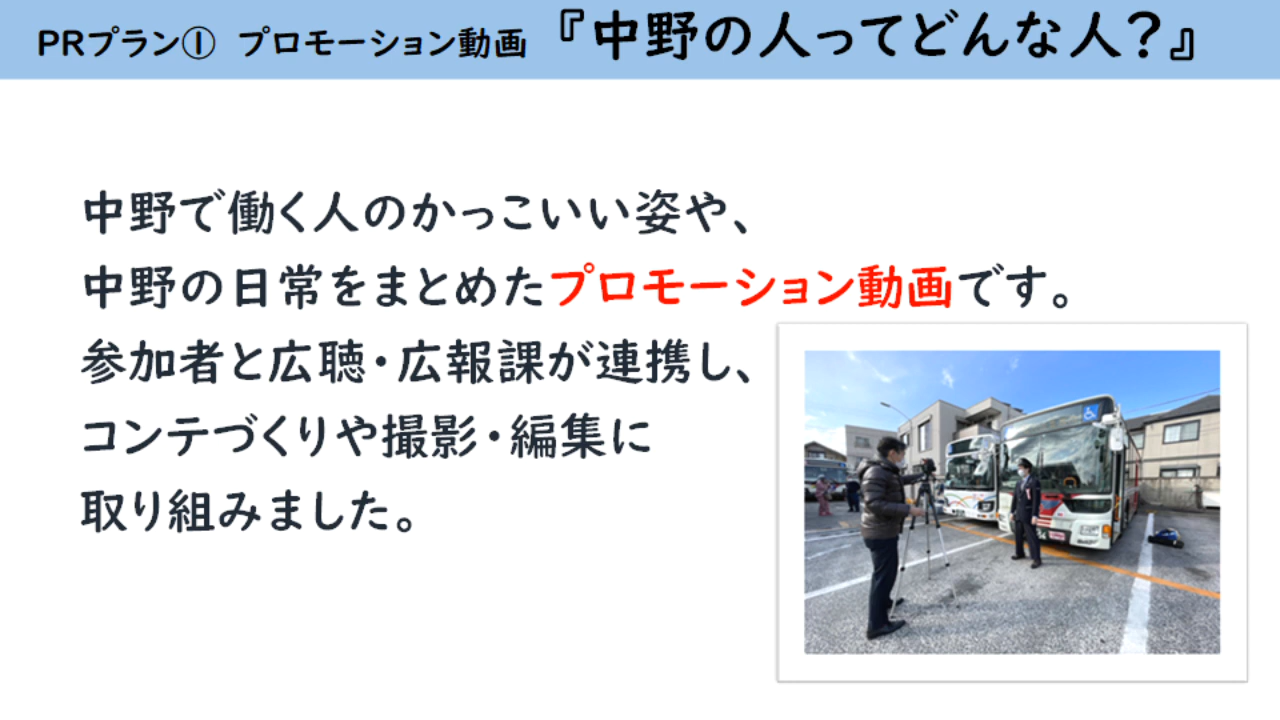 PRプラン① プロモーション動画 『中野の人ってどんな人？』
中野で働く人のかっこいい姿や、
中野の日常をまとめたプロモーション動画です。
参加者と広聴・広報課が連携し、
コンテづくりや撮影・編集に
取り組みました。